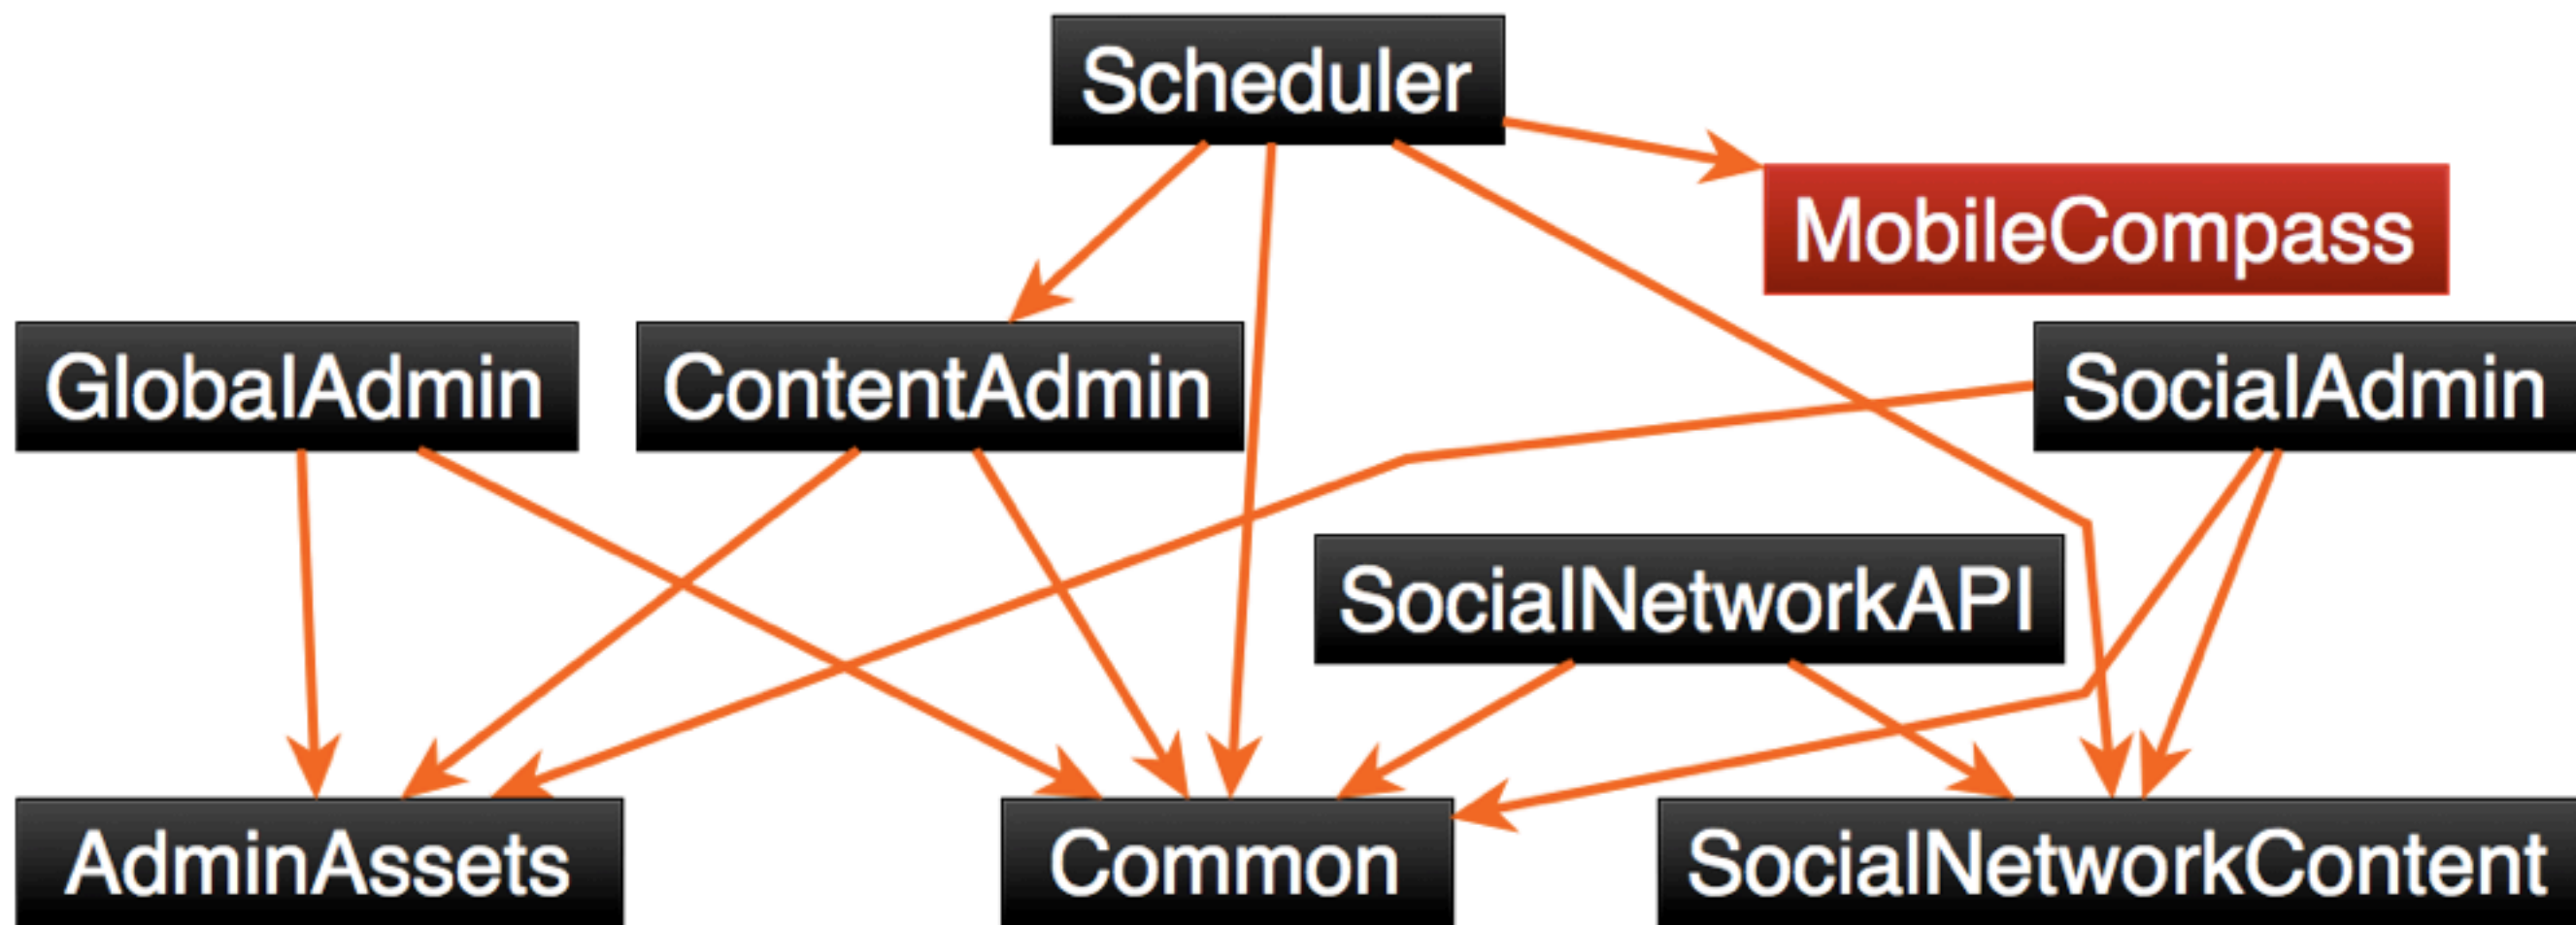 Scheduler
MobileCompass
GlobalAdmin
ContentAdmin
SocialAdmin
SocialNetworkAPI
AdminAssets
Common
SocialNetworkContent